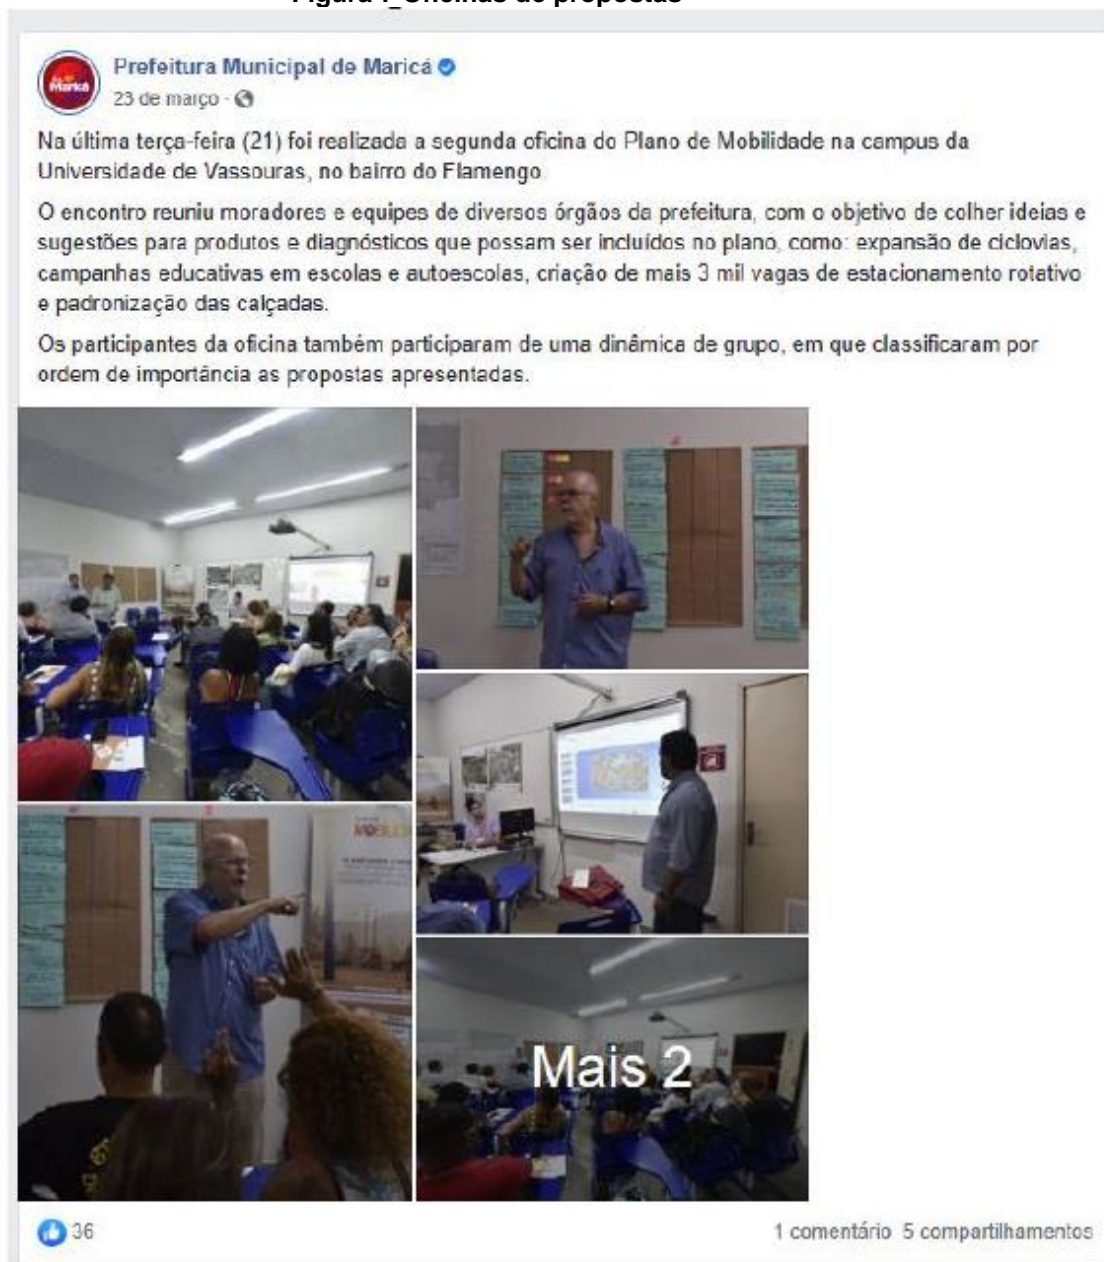 Oficinas de propostas
Maricá
Prefeitura Municipal de Maricá
23 de março ·
Na última terça-feira (21) foi realizada a segunda oficina do Plano de Mobilidade na campus da
Universidade de Vassouras, no bairro do Flamengo.
O encontro reuniu moradores e equipes de diversos órgãos da prefeitura, com o objetivo de colher ideias e
sugestões para produtos e diagnósticos que possam ser incluídos no plano, como: expansão de ciclovias,
campanhas educativas em escolas e autoescolas, criação de mais 3 mil vagas de estacionamento rotativo
e padronização das calçadas.
Os participantes da oficina também participaram de uma dinâmica de grupo, em que classificaram por
ordem de importância as propostas apresentadas.
Mais 2
36
1 comentário 5 compartilhamentos